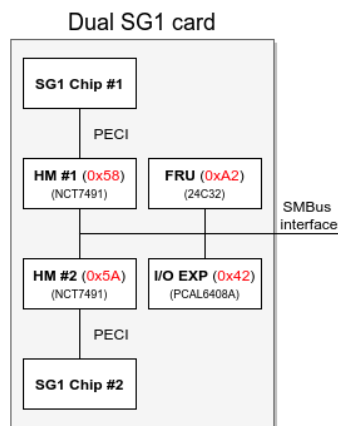 Dual SG1 card
SG1 Chip #1
PECI
HM #1 (0x58)
(NCT7491)
FRU (0xA2)
(24C32)
SMBus
interface
HM #2 (0x5A)
(NCT7491)
I/O EXP (0x42)
(PCAL6408A)
PECI
SG1 Chip #2